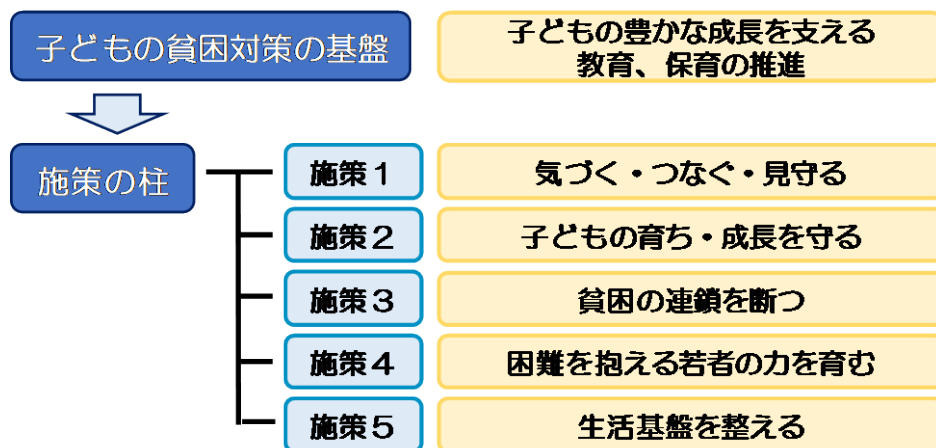 子どもの貧困対策の基盤
子どもの豊かな成長を支える
教育、保育の推進
施策の柱
施策1 気づく・つなぐ・見守る
施策2 子どもの育ち・成長を守る
施策3 貧困の連鎖を断つ
施策4 困難を抱える若者の力を育む
施策5 生活基盤を整える